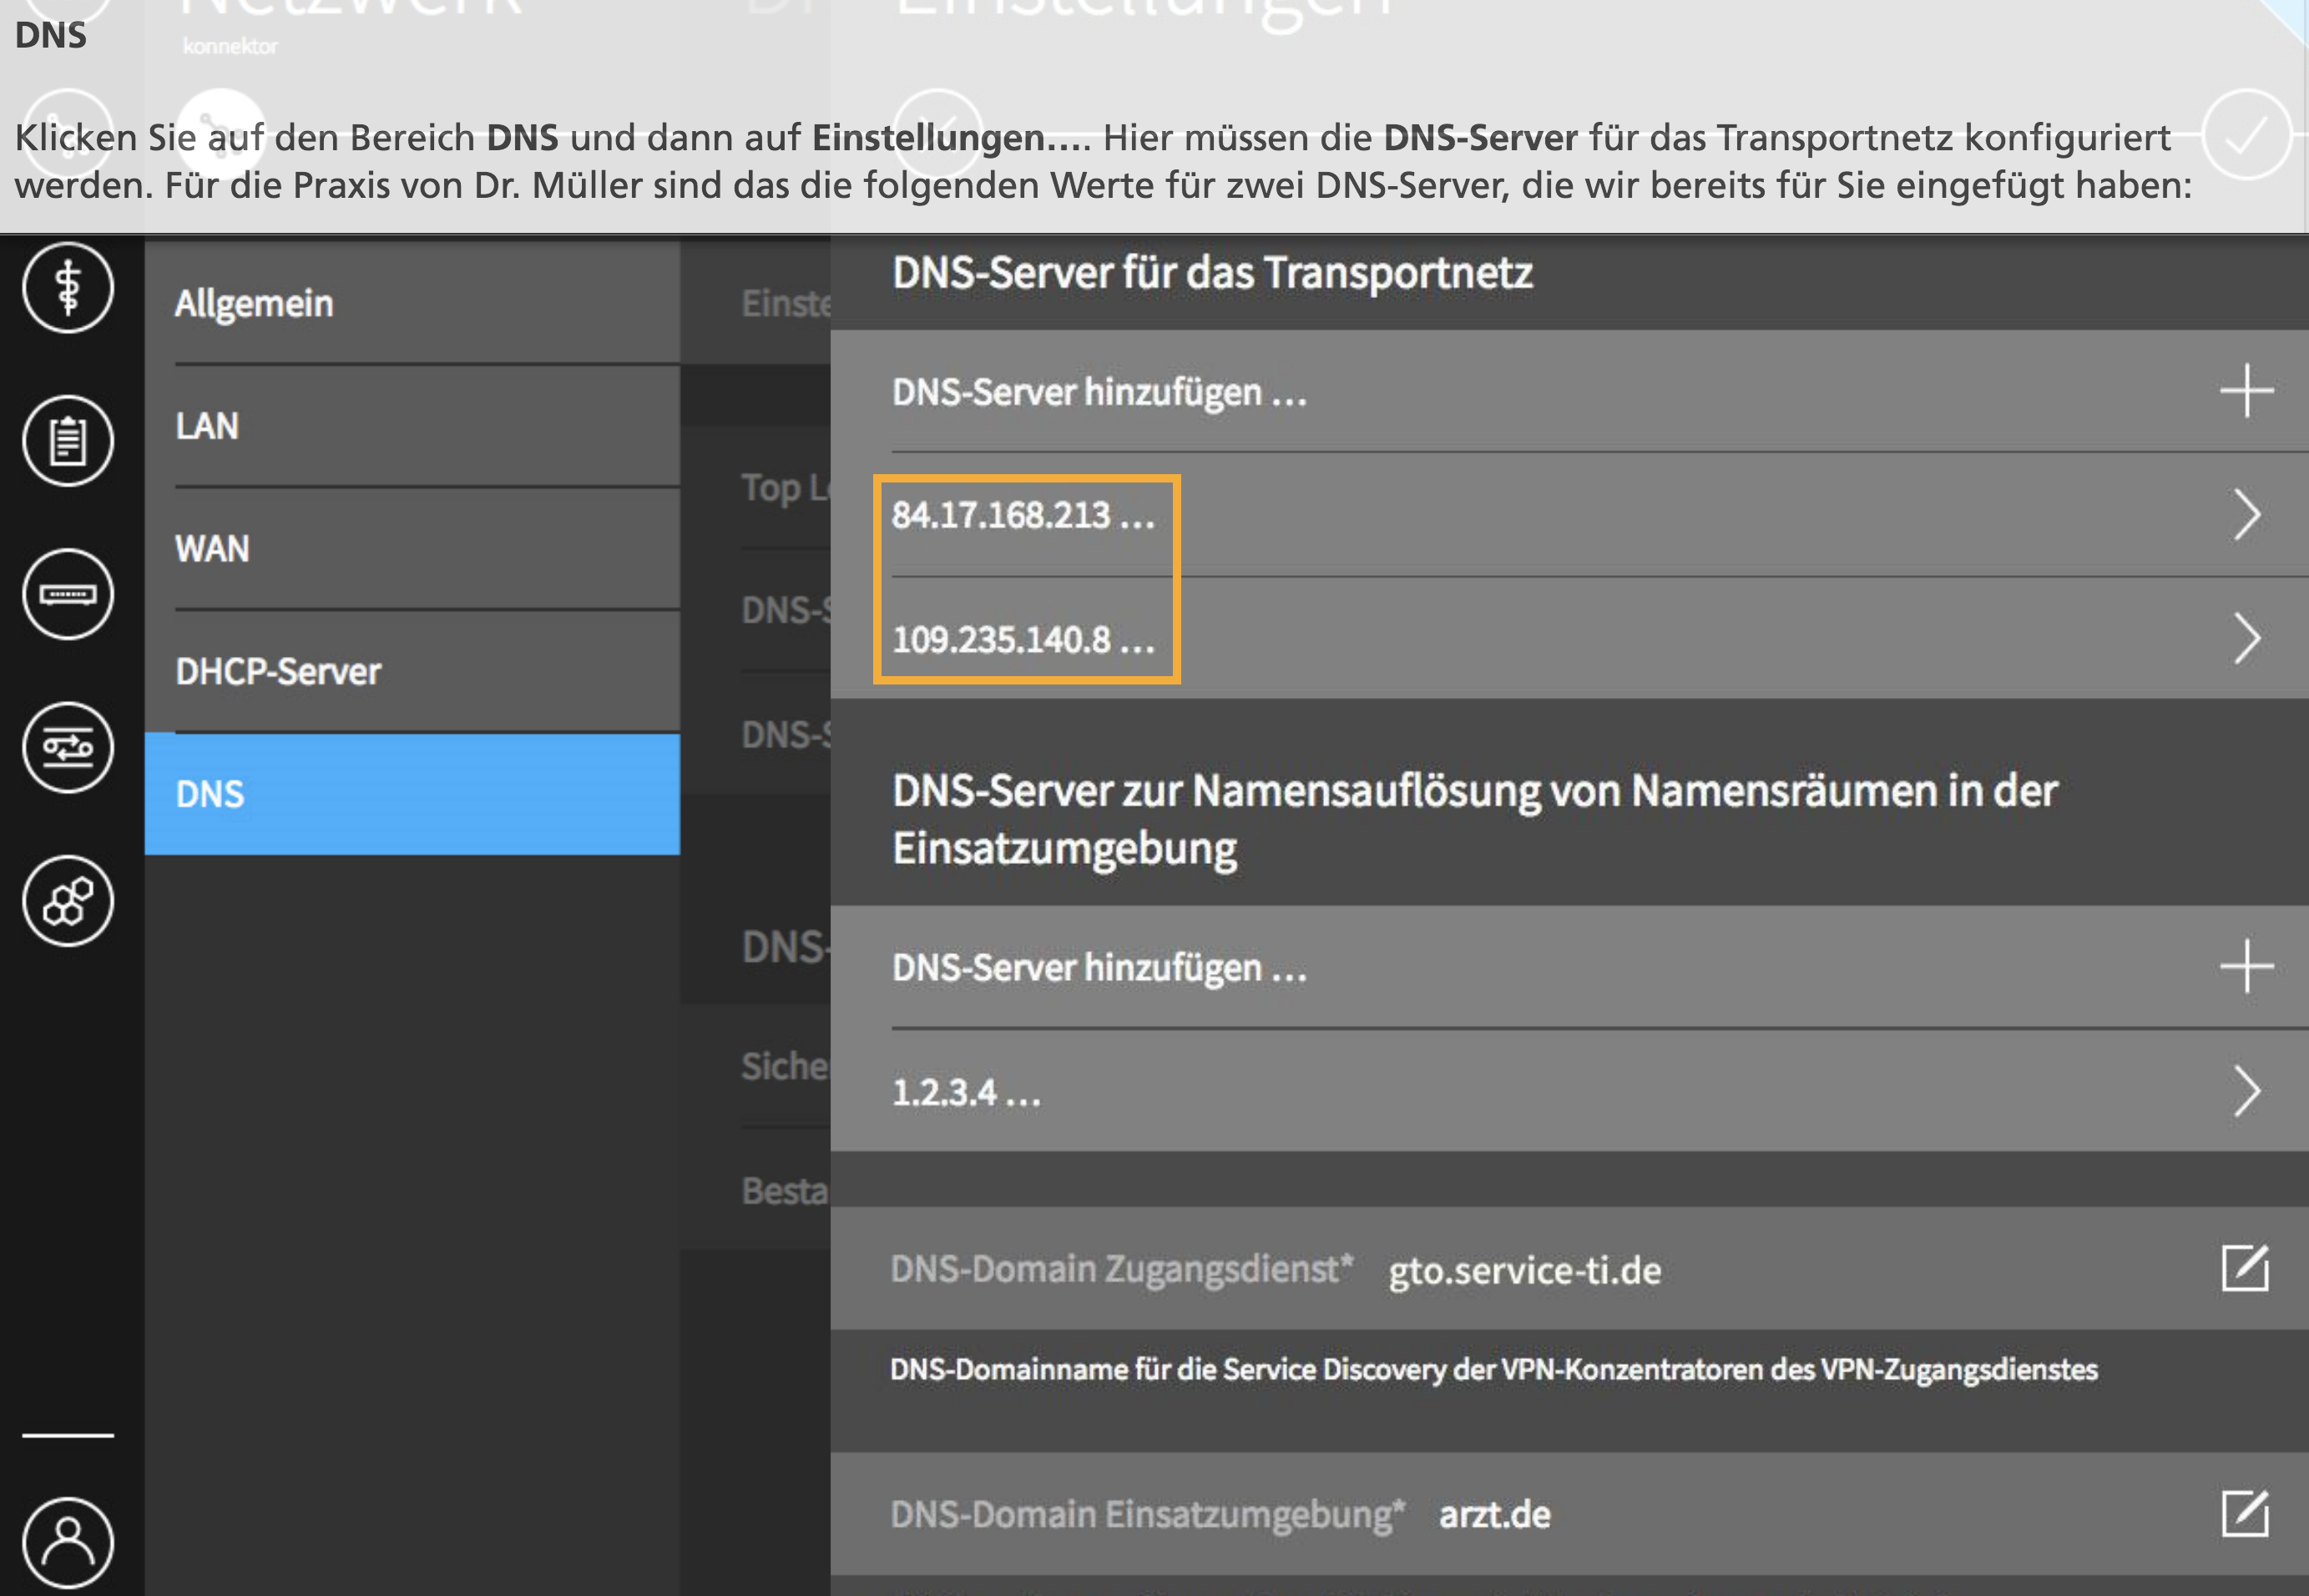 Netzwerk
Einstellungen
DNS
konnektor
Klicken Sie auf den Bereich DNS und dann auf Einstellungen.... Hier müssen die DNS-Server für das Transportnetz konfiguriert
werden. Für die Praxis von Dr. Müller sind das die folgenden Werte für zwei DNS-Server, die wir bereits für Sie eingefügt haben:
Allgemein
LAN
WAN
DHCP-Server
DNS
Einste
Top L
DNS-S
DNS-S
DNS-
Siche
Besta
DNS-Server für das Transportnetz
DNS-Server hinzufügen ...
84.17.168.213 ...
109.235.140.8 ...
DNS-Server zur Namensauflösung von Namensräumen in der
Einsatzumgebung
DNS-Server hinzufügen ...
1.2.3.4 ...
DNS-Domain Zugangsdienst* gto.service-ti.de
DNS-Domainname für die Service Discovery der VPN-Konzentratoren des VPN-Zugangsdienstes
DNS-Domain Einsatzumgebung* arzt.de